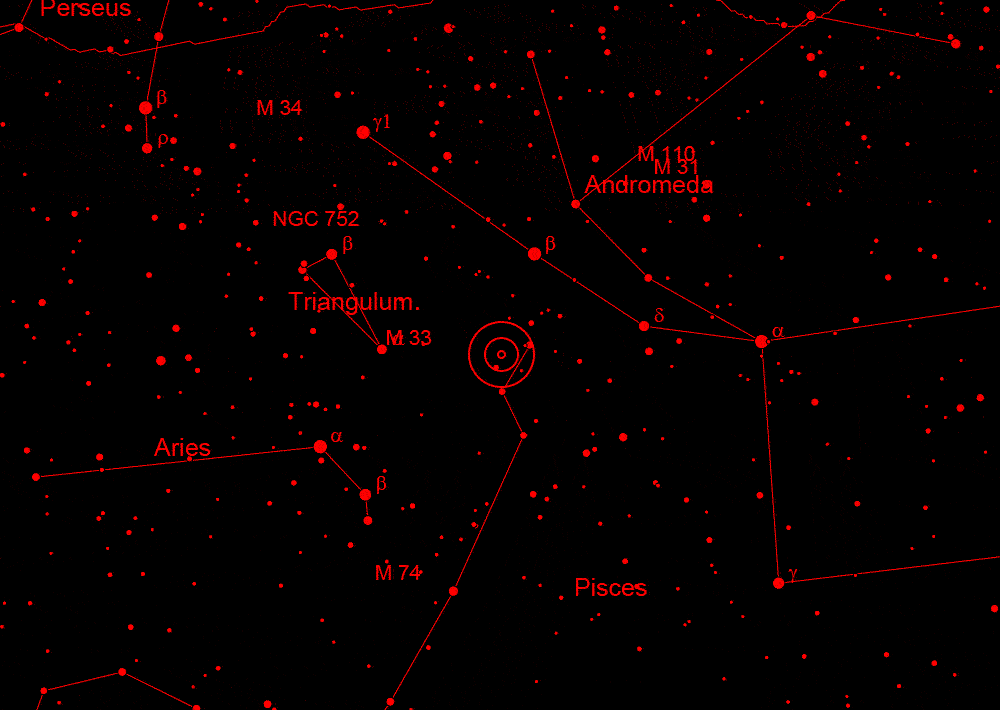 Perseus
β
M 34
γ1
ρ
M 110
M 31
Andromeda
NGC 752
β
β
Triangulum.
δ
α
M 33
α
Aries
α
β
M 74
γ
Pisces